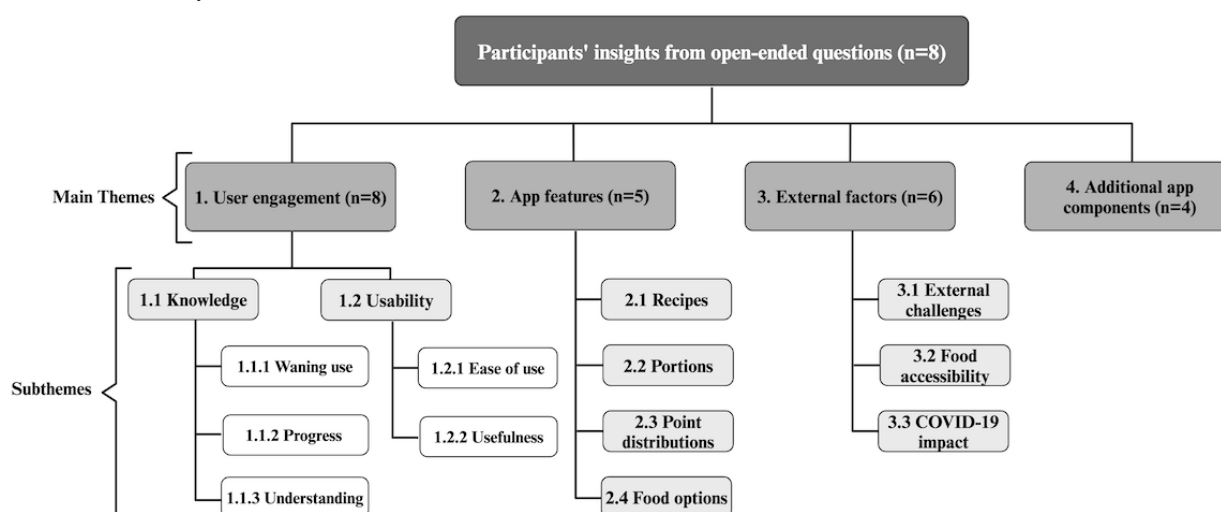 Participants' insights from open-ended questions (n=8)
Main Themes
1. User engagement (n=8)
2. App features (n=5)
3. External factors (n=6)
4. Additional app
components (n=4)
Subthemes
1.1 Knowledge
1.1.1 Waning use
1.1.2 Progress
1.1.3 Understanding
1.2 Usability
1.2.1 Ease of use
1.2.2 Usefulness
2.1 Recipes
2.2 Portions
2.3 Point
distributions
2.4 Food options
3.1 External
challenges
3.2 Food
accessibility
3.3 COVID-19
impact